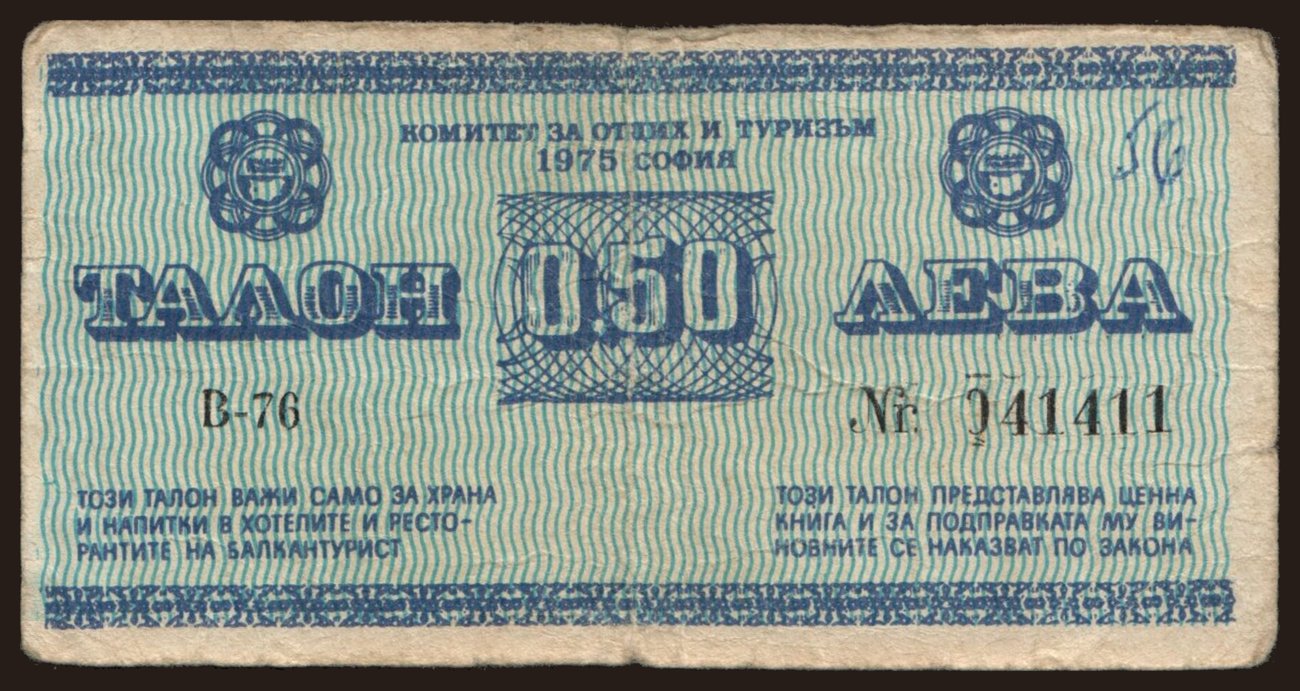 КОМИТЕТ ЗА ОТДИХ И ТУРИЗЪМ
1975 СОФИЯ
ТАЛОН 0.50 ЛЕВА
В-76
Nr. 041411
ТОЗИ ТАЛОН ВАЖИ САМО ЗА ХРАНА
И НАПИТКИ В ХОТЕЛИТЕ И РЕСТО-
РАНТИТЕ НА БАЛКАНТУРИСТ
ТОЗИ ТАЛОН ПРЕДСТАВЛЯВА ЦЕННА
КНИГА И ЗА ПОДПРАВКАТА МУ ВИ-
НОВНИТЕ СЕ НАКАЗВАТ ПО ЗАКОНА